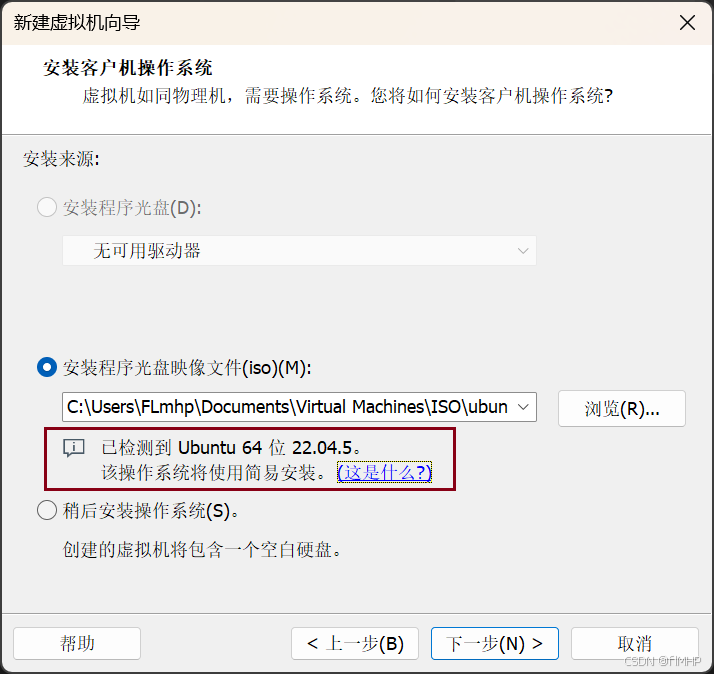 新建虚拟机向导
安装客户机操作系统
虚拟机如同物理机，需要操作系统。您将如何安装客户机操作系统?
安装来源:
安装程序光盘(D):
无可用驱动器
安装程序光盘映像文件(iso)(M):
C:\Users\FLmhp\Documents\Virtual Machines\ISO\ubun
浏览(R)...
已检测到 Ubuntu 64 位 22.04.5。
该操作系统将使用简易安装。(这是什么?)
稍后安装操作系统(S)。
创建的虚拟机将包含一个空白硬盘。
帮助
< 上一步(B)
下一步(N) >
取消
CSDN @flMHP